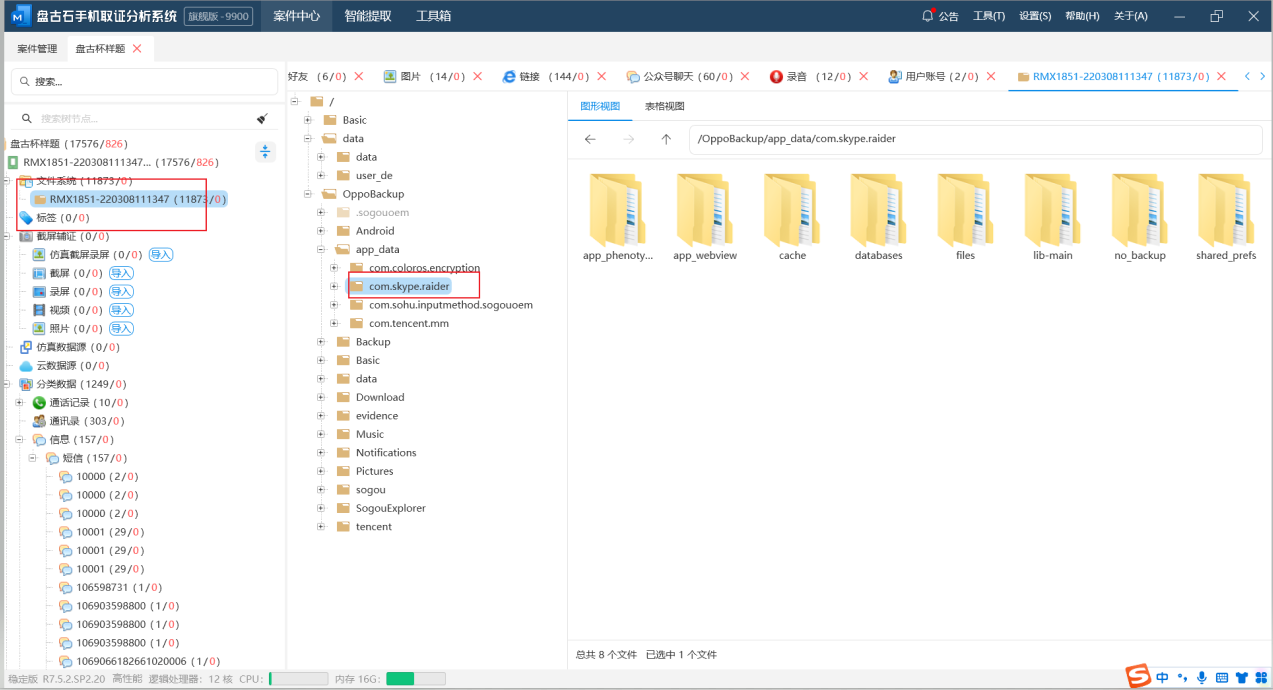 盘古石手机取证分析系统 旗舰版 - 9900 案件中心 智能提取 工具箱 公告 工具(T) 设置(S) 帮助(H) 关于(A)
案件管理 盘古杯样题
搜索...
搜索树节点...
盘古杯样题 (17576/826)
RMX1851-220308111347... (17576/826)
文件系统 (11873/0)
RMX1851-220308111347 (11873/0)
标签 (0/0)
截屏辅证 (0/0)
仿真截屏录屏 (0/0) 导入
截屏 (0/0) 导入
录屏 (0/0) 导入
视频 (0/0) 导入
照片 (0/0) 导入
仿真数据源 (0/0)
云数据源 (0/0)
分类数据 (1249/0)
通话记录 (10/0)
通讯录 (303/0)
信息 (157/0)
短信 (157/0)
10000 (2/0)
10000 (2/0)
10000 (2/0)
10001 (29/0)
10001 (29/0)
10001 (29/0)
106598731 (1/0)
106903598800 (1/0)
106903598800 (1/0)
106903598800 (1/0)
1069066182661020006 (1/0)
好友 (6/0) 图片 (14/0) 链接 (144/0) 公众号聊天 (60/0) 录音 (12/0) 用户账号 (2/0) RMX1851-220308111347 (11873/0)
/
Basic
data
data
user_de
OppoBackup
.sogouoem
Android
app_data
com.coloros.encryption
com.skype.raider
com.sohu.inputmethod.sogouoem
com.tencent.mm
Backup
Basic
data
Download
evidence
Music
Notifications
Pictures
sogou
SogouExplorer
tencent
图形视图 表格视图
/OppoBackup/app_data/com.skype.raider
app_phenoty... app_webview cache databases files lib-main no_backup shared_prefs
总共 8 个文件 已选中 1 个文件
稳定版 R7.5.2.SP2.20 高性能 逻辑处理器: 12 核 CPU: 内存 16G:
中